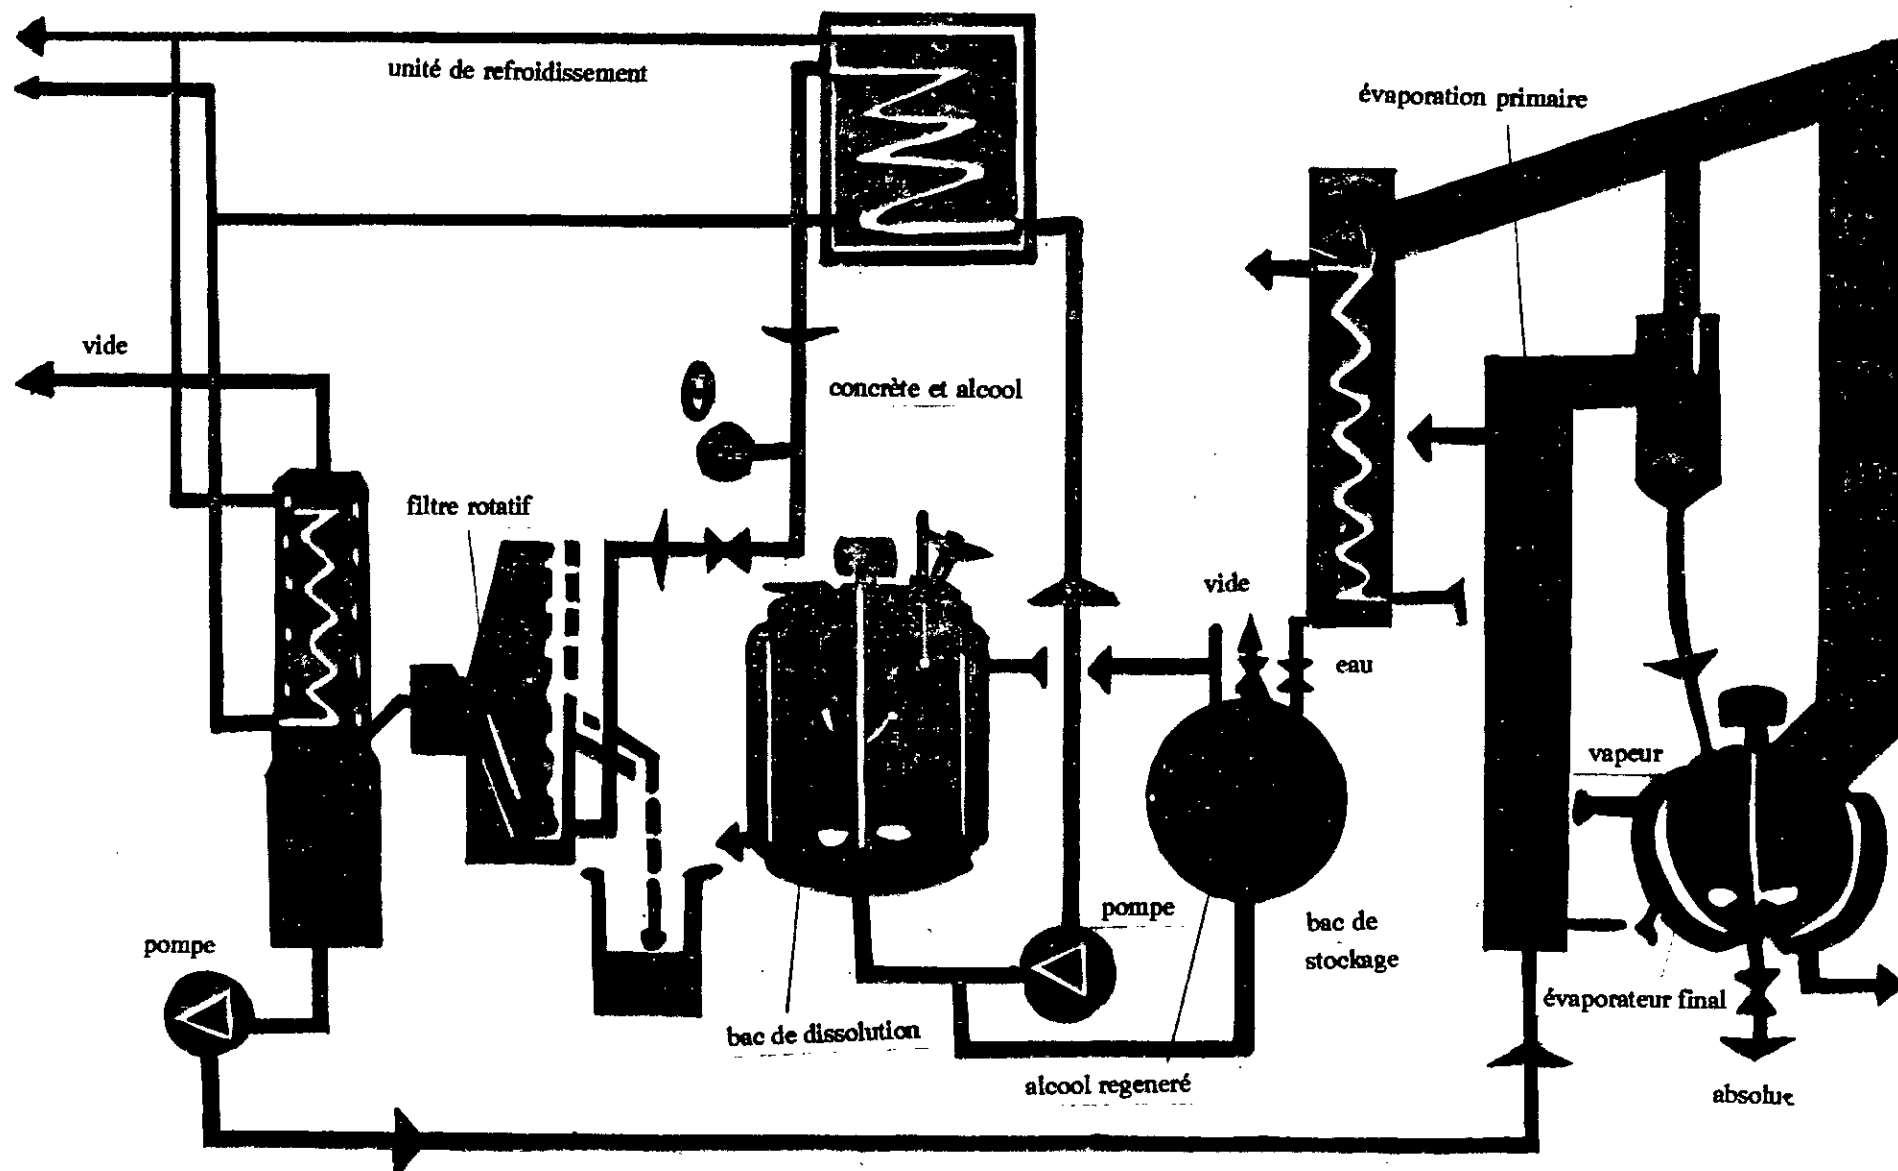 unité de refroidissement
évaporation primaire
vide
concrète et alcool
filtre rotatif
vide
eau
vapeur
pompe
bac de
stockage
pompe
évaporateur final
bac de dissolution
alcool regeneré
absolue